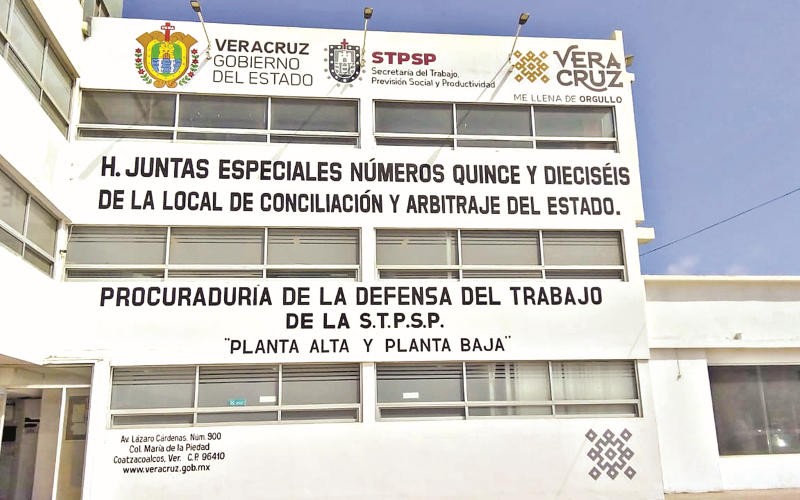 VERACRUZ
GOBIERNO
DEL ESTADO
STPSP
Secretaría del Trabajo,
Previsión Social y Productividad
VERA
CRUZ
ME LLENA DE ORGULLO
H. JUNTAS ESPECIALES NÚMEROS QUINCE Y DIECISÉIS
DE LA LOCAL DE CONCILIACIÓN Y ARBITRAJE DEL ESTADO.
PROCURADURÍA DE LA DEFENSA DEL TRABAJO
DE LA S.T.P.S.P.
"PLANTA ALTA Y PLANTA BAJA"
Av. Lázaro Cárdenas. Núm. 900
Col. María de la Piedad
Coatzacoalcos, Ver. C.P. 96410
www.veracruz.gob.mx